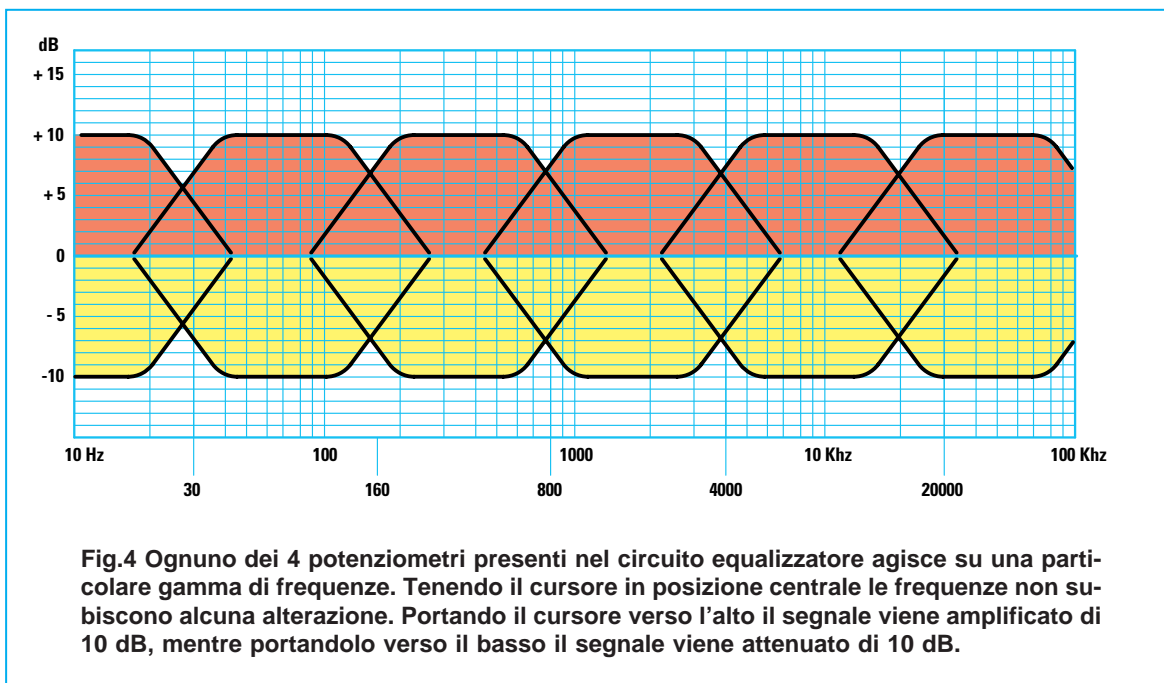 dB
+ 15
+ 10
+ 5
0
- 5
-10
10 Hz 100 1000 10 Khz 100 Khz
30 160 800 4000 20000
Fig.4 Ognuno dei 4 potenziometri presenti nel circuito equalizzatore agisce su una parti-
colare gamma di frequenze. Tenendo il cursore in posizione centrale le frequenze non su-
biscono alcuna alterazione. Portando il cursore verso l'alto il segnale viene amplificato di
10 dB, mentre portandolo verso il basso il segnale viene attenuato di 10 dB.